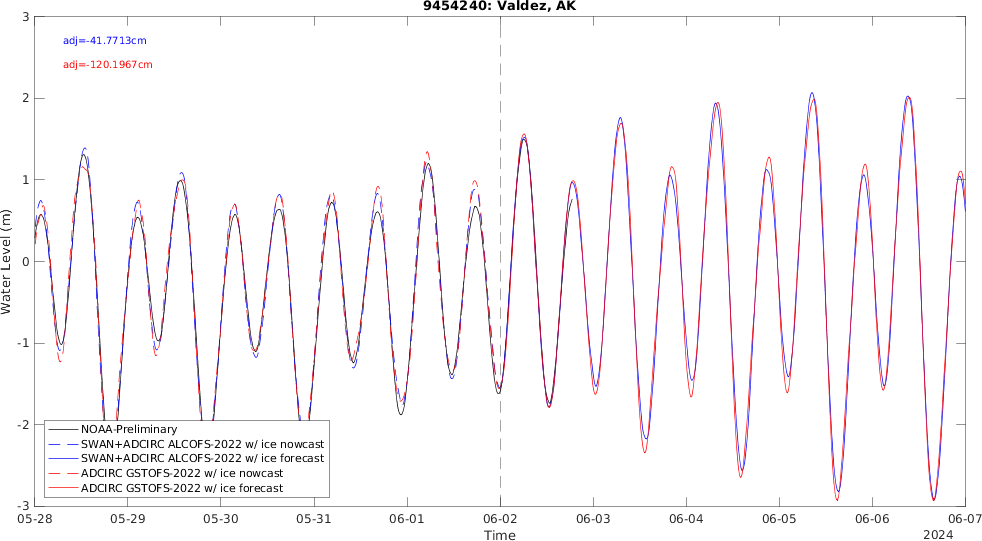 9454240: Valdez, AK
adj=-41.7713cm
adj=-120.1967cm
3
2
1
0
-1
-2
-3
Water Level (m)
NOAA-Preliminary
SWAN+ADCIRC ALCOFS-2022 w/ ice nowcast
SWAN+ADCIRC ALCOFS-2022 w/ ice forecast
ADCIRC GSTOFS-2022 w/ ice nowcast
ADCIRC GSTOFS-2022 w/ ice forecast
05-28 05-29 05-30 05-31 06-01 06-02 06-03 06-04 06-05 06-06 06-07
Time
2024